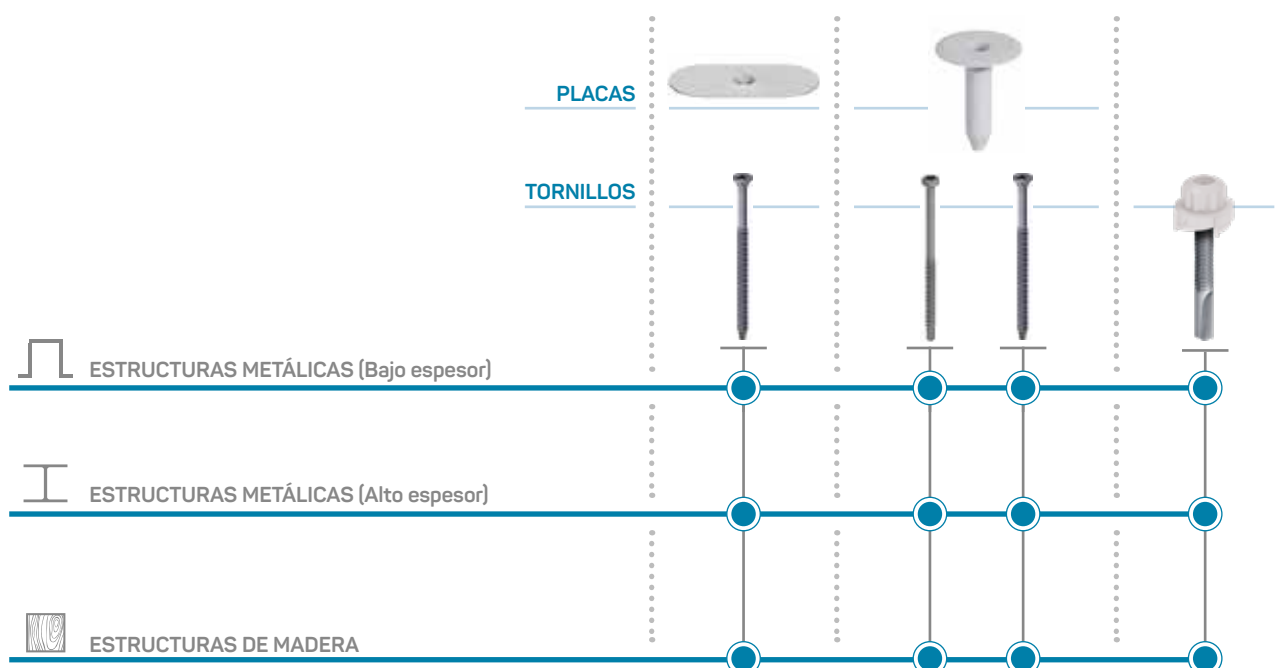 PLACAS
TORNILLOS
ESTRUCTURAS METÁLICAS (Bajo espesor)
ESTRUCTURAS METÁLICAS (Alto espesor)
ESTRUCTURAS DE MADERA